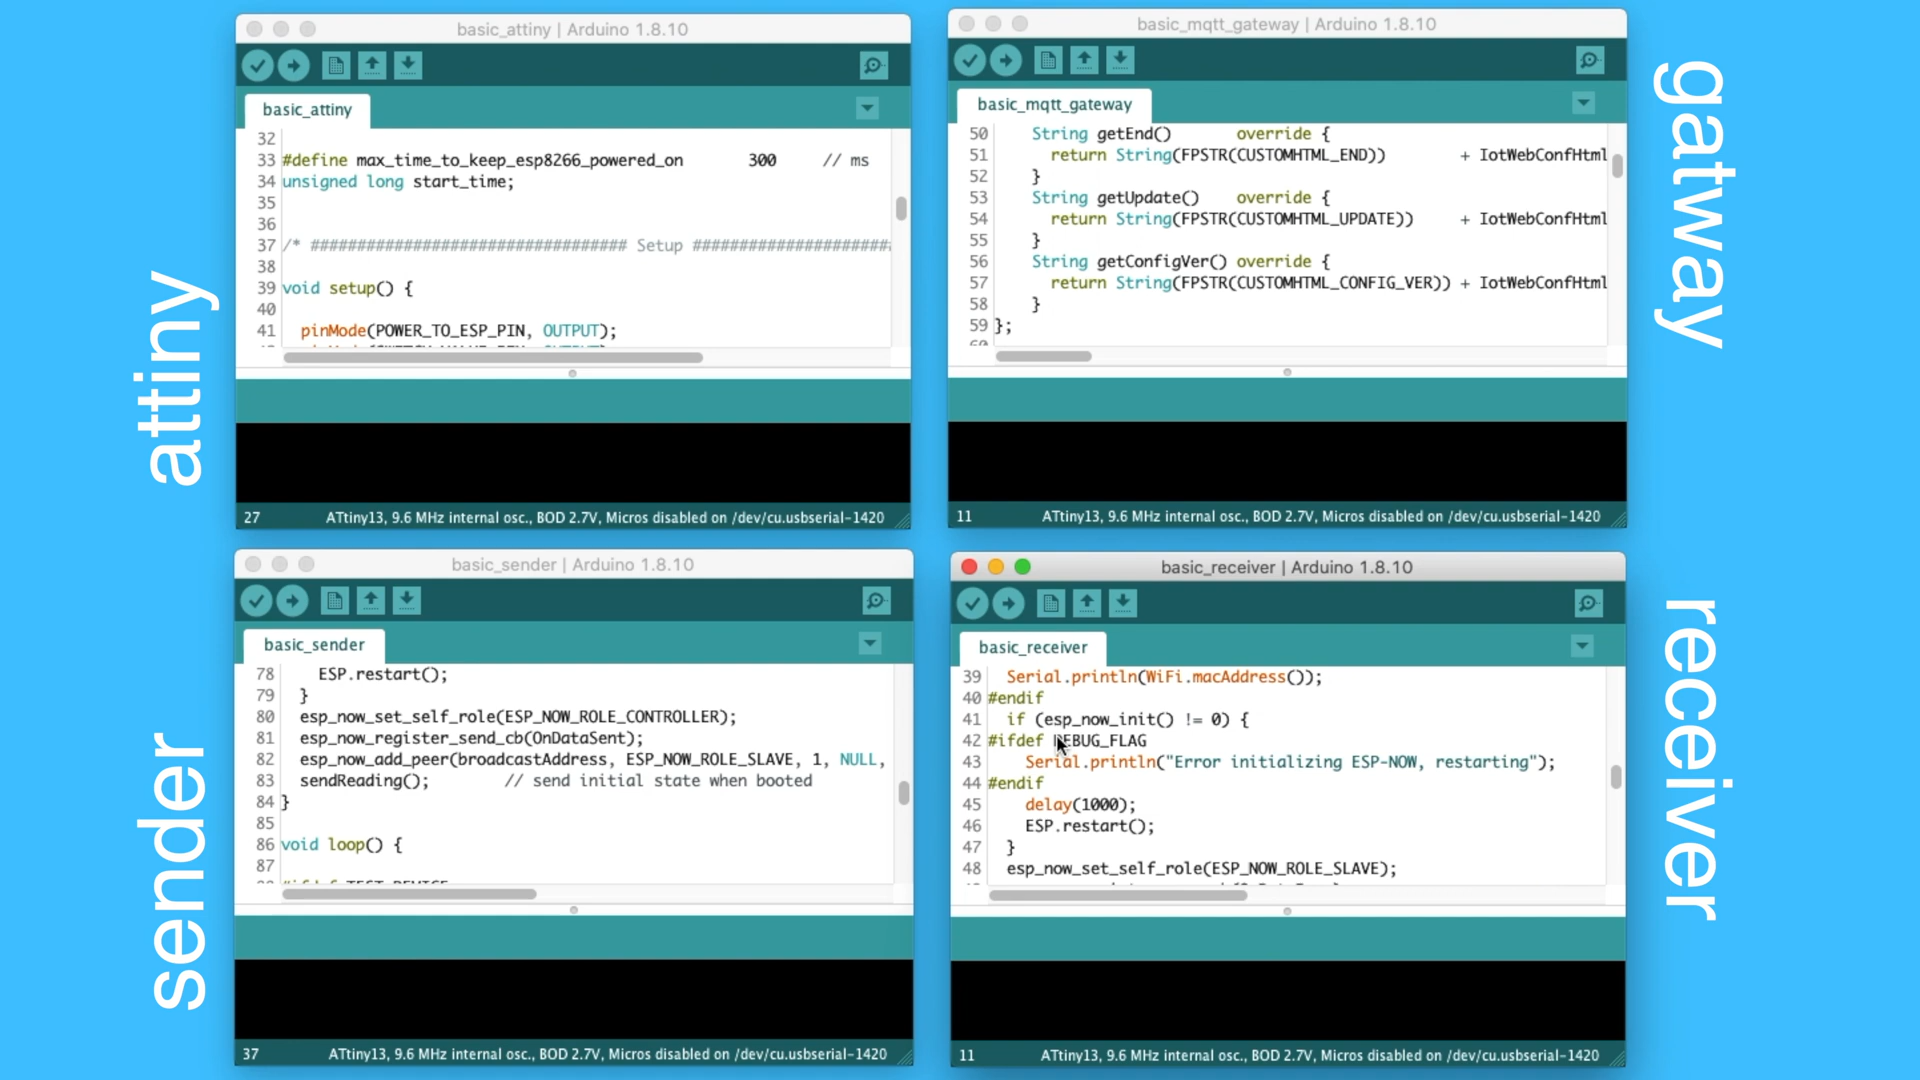 attiny
basic_attiny | Arduino 1.8.10
basic_attiny
32
33 #define max_time_to_keep_esp8266_powered_on 300 // ms
34 unsigned long start_time;
35
36
37 /* ################################## Setup #####################
38
39 void setup() {
40
41 pinMode(POWER_TO_ESP_PIN, OUTPUT);
27 ATtiny13, 9.6 MHz internal osc., BOD 2.7V, Micros disabled on /dev/cu.usbserial-1420
gatway
basic_mqtt_gateway | Arduino 1.8.10
basic_mqtt_gateway
50 String getEnd() override {
51 return String(FPSTR(CUSTOMHTML_END)) + IotWebConfHtml
52 }
53 String getUpdate() override {
54 return String(FPSTR(CUSTOMHTML_UPDATE)) + IotWebConfHtml
55 }
56 String getConfigVer() override {
57 return String(FPSTR(CUSTOMHTML_CONFIG_VER)) + IotWebConfHtml
58 }
59 };
11 ATtiny13, 9.6 MHz internal osc., BOD 2.7V, Micros disabled on /dev/cu.usbserial-1420
sender
basic_sender | Arduino 1.8.10
basic_sender
78 ESP.restart();
79 }
80 esp_now_set_self_role(ESP_NOW_ROLE_CONTROLLER);
81 esp_now_register_send_cb(OnDataSent);
82 esp_now_add_peer(broadcastAddress, ESP_NOW_ROLE_SLAVE, 1, NULL,
83 sendReading(); // send initial state when booted
84 }
85
86 void loop() {
87
37 ATtiny13, 9.6 MHz internal osc., BOD 2.7V, Micros disabled on /dev/cu.usbserial-1420
receiver
basic_receiver | Arduino 1.8.10
basic_receiver
39 Serial.println(WiFi.macAddress());
40 #endif
41 if (esp_now_init() != 0) {
42 #ifdef DEBUG_FLAG
43 Serial.println("Error initializing ESP-NOW, restarting");
44 #endif
45 delay(1000);
46 ESP.restart();
47 }
48 esp_now_set_self_role(ESP_NOW_ROLE_SLAVE);
11 ATtiny13, 9.6 MHz internal osc., BOD 2.7V, Micros disabled on /dev/cu.usbserial-1420